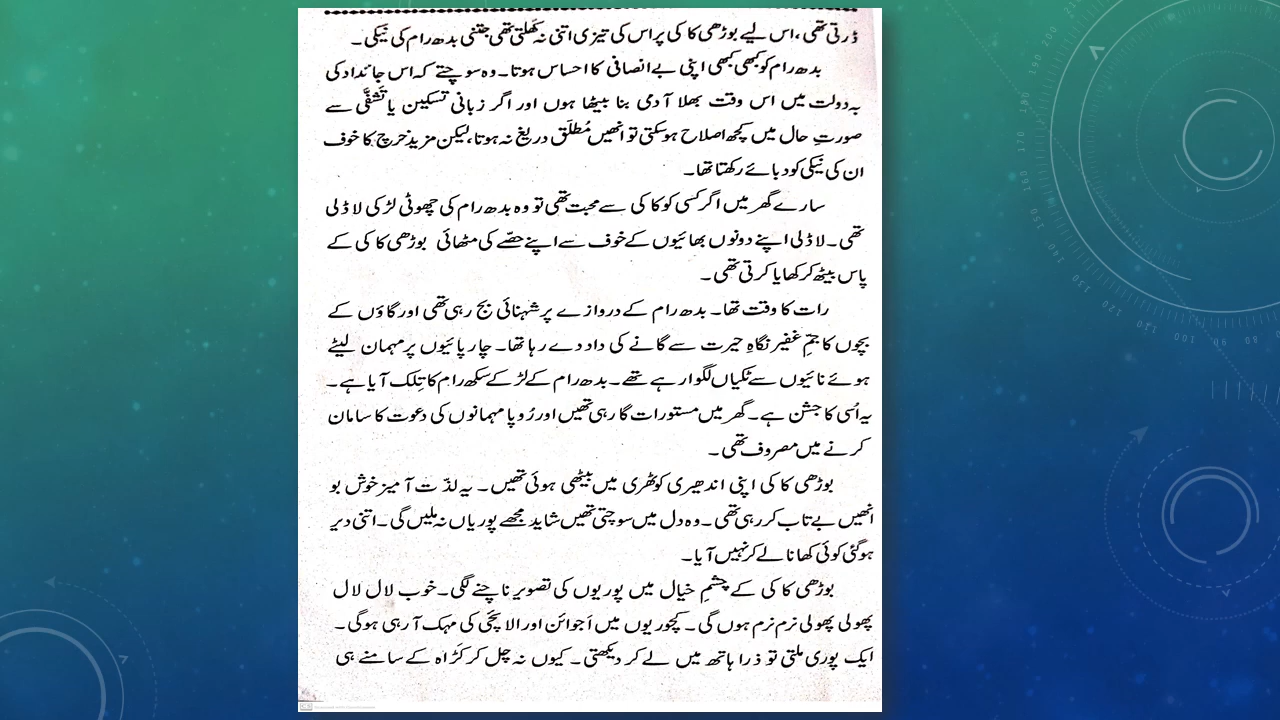 ڈرتی تھی، اس لیے بوڑھی کاکی پر اس کی تیزی اتنی نہ کھَلتی تھی جتنی بدھ رام کی نیکی۔
بدھ رام کو کبھی کبھی اپنی بے انصافی کا احساس ہوتا۔ وہ سوچتے کہ اس جائداد کی
بہ دولت میں اس وقت بھلا آدمی بنا بیٹھا ہوں اور اگر زبانی تسکین یا تَشَفّی سے
صورتِ حال میں کچھ اصلاح ہوسکتی تو انھیں مُطلَق دریغ نہ ہوتا، لیکن مزید خرچ کا خوف
ان کی نیکی کو دبائے رکھتا تھا۔
سارے گھر میں اگر کسی کو کاکی سے محبت تھی تو وہ بدھ رام کی چھوٹی لڑکی لاڈلی
تھی۔ لاڈلی اپنے دونوں بھائیوں کے خوف سے اپنے حصّے کی مٹھائی بوڑھی کاکی کے
پاس بیٹھ کر کھایا کرتی تھی۔
رات کا وقت تھا۔ بدھ رام کے دروازے پر شہنائی بج رہی تھی اور گاؤں کے
بچوں کا جمِّ غفیر نگاہِ حیرت سے گانے کی داد دے رہا تھا۔ چارپائیوں پر مہمان لیٹے
ہوئے نائیوں سے ٹکیاں لگوا رہے تھے۔ بدھ رام کے لڑکے سکھ رام کا تِلک آیا ہے۔
یہ اُسی کا جشن ہے۔ گھر میں مستورات گا رہی تھیں اور رُوپا مہمانوں کی دعوت کا سامان
کرنے میں مصروف تھی۔
بوڑھی کاکی اپنی اندھیری کوٹھری میں بیٹھی ہوئی تھیں۔ یہ لذّت آمیز خوش بو
انھیں بے تاب کر رہی تھی۔ وہ دل میں سوچتی تھیں شاید مجھے پوریاں نہ ملیں گی۔ اتنی دیر
ہوگئی کوئی کھانا لے کر نہیں آیا۔
بوڑھی کاکی کے چشمِ خیال میں پوریوں کی تصویر ناچنے لگی۔ خوب لال لال
پھولی پھولی نرم نرم ہوں گی۔ کچوریوں میں اَجوائن اور الائچی کی مہک آ رہی ہوگی۔
ایک پوری ملتی تو ذرا ہاتھ میں لے کر دیکھتی۔ کیوں نہ چل کر کڑاہ کے سامنے ہی